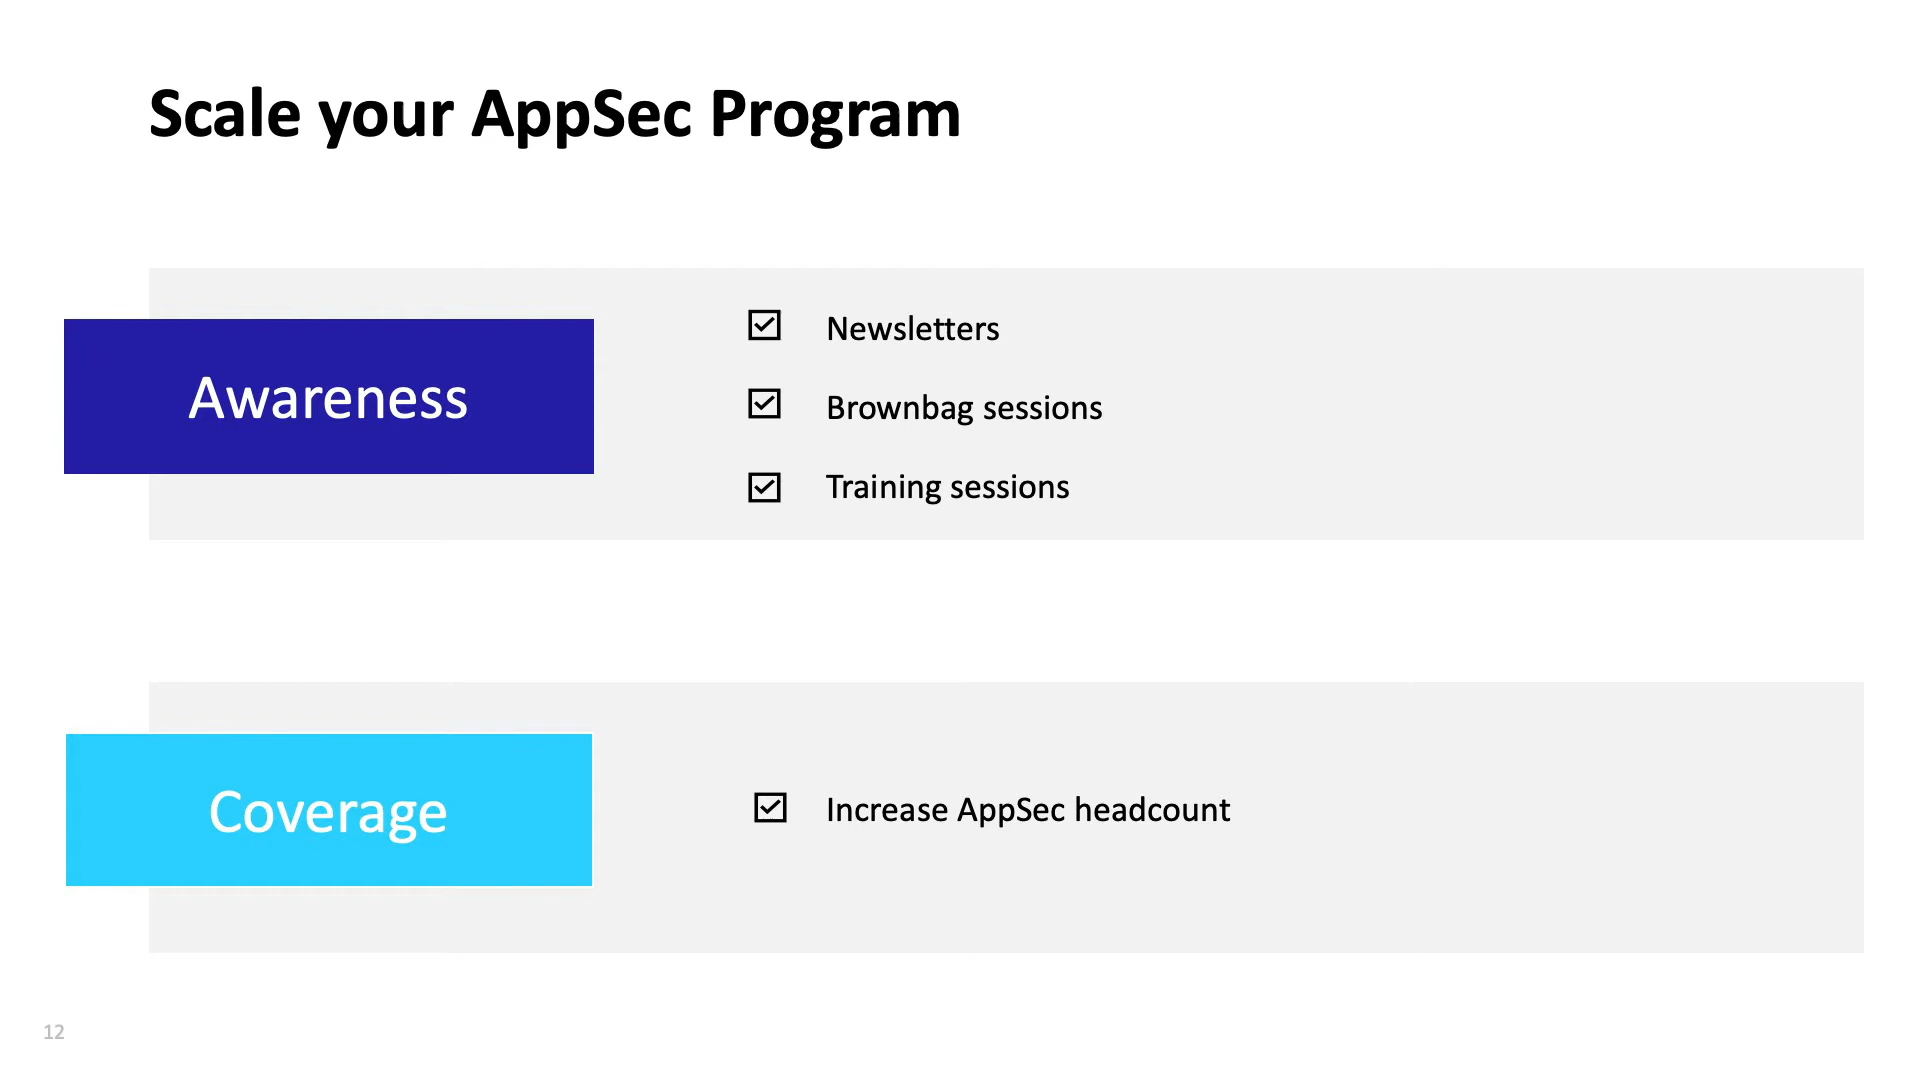 Scale your AppSec Program
Awareness
Newsletters
Brownbag sessions
Training sessions
Coverage
Increase AppSec headcount
12